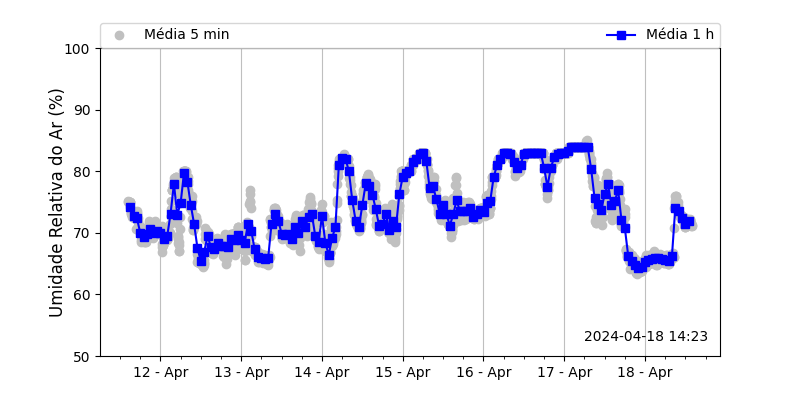 Média 5 min
Média 1 h
Umidade Relativa do Ar (%)
100
90
80
70
60
50
2024-04-18 14:23
12 - Apr
13 - Apr
14 - Apr
15 - Apr
16 - Apr
17 - Apr
18 - Apr